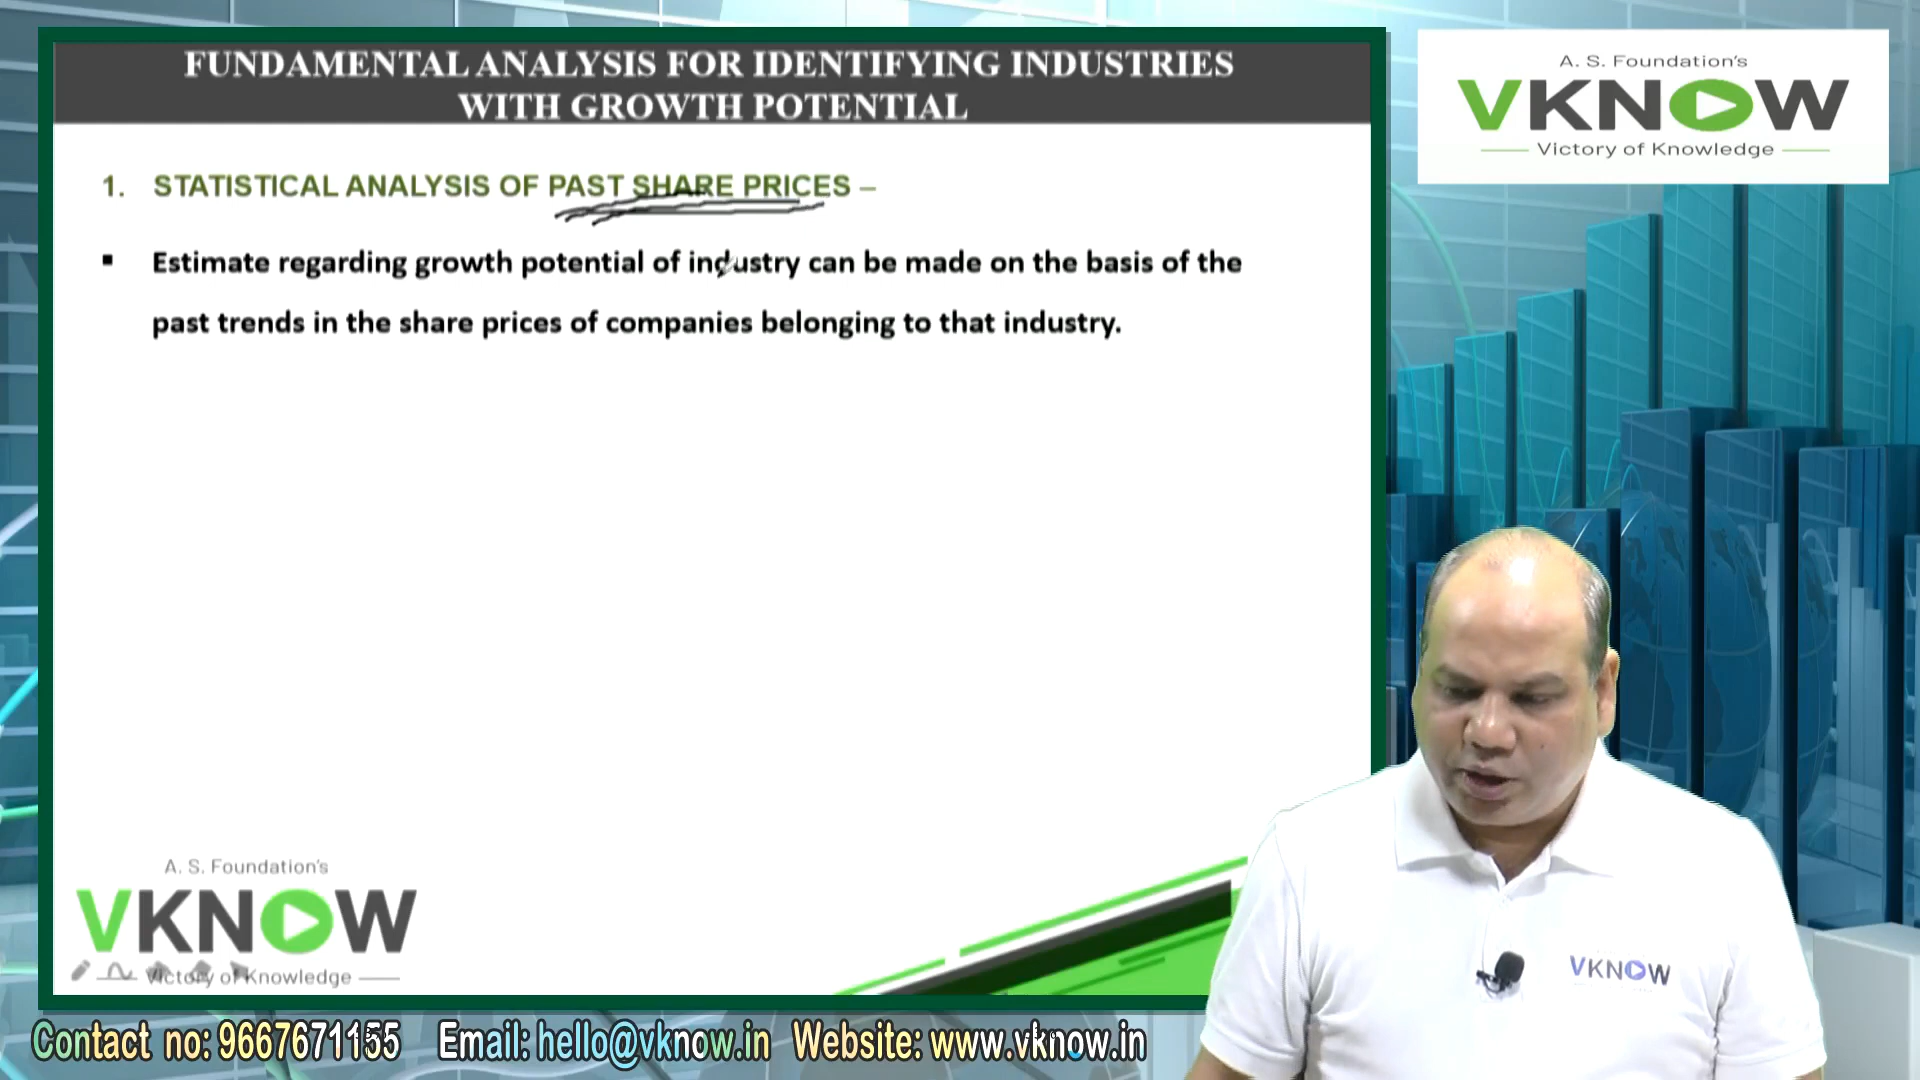 FUNDAMENTAL ANALYSIS FOR IDENTIFYING INDUSTRIES
WITH GROWTH POTENTIAL
A. S. Foundation's
VKNOW
Victory of Knowledge
1. STATISTICAL ANALYSIS OF PAST SHARE PRICES –
▪ Estimate regarding growth potential of industry can be made on the basis of the
past trends in the share prices of companies belonging to that industry.
A. S. Foundation's
VKNOW
Victory of Knowledge
VKNOW
Contact no: 9667671155 Email: hello@vknow.in Website: www.vknow.in